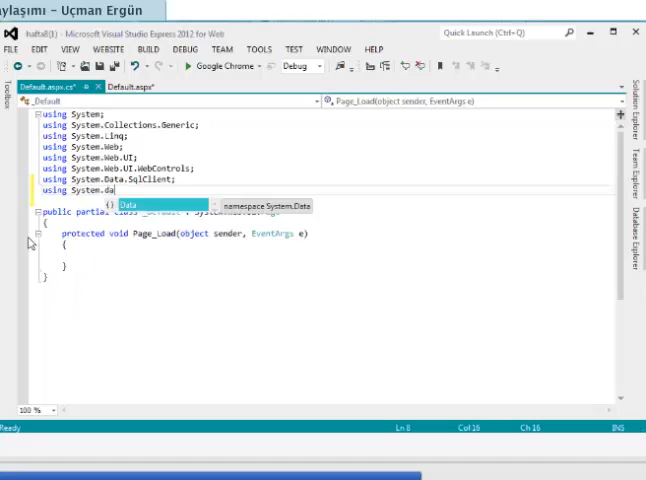 aylaşımı - Uçman Ergün
hafta8(1) - Microsoft Visual Studio Express 2012 for Web
Quick Launch (Ctrl+Q)
FILE EDIT VIEW WEBSITE BUILD DEBUG TEAM TOOLS TEST WINDOW HELP
Google Chrome Debug
Default.aspx.cs* Default.aspx*
_Default Page_Load(object sender, EventArgs e)
using System;
using System.Collections.Generic;
using System.Linq;
using System.Web;
using System.Web.UI;
using System.Web.UI.WebControls;
using System.Data.SqlClient;
using System.da
{} Data namespace System.Data
public partial class _Default :
{
protected void Page_Load(object sender, EventArgs e)
{
}
}
100 %
Ready Ln 8 Col 16 Ch 16 INS
Toolbox
Solution Explorer
Team Explorer
Database Explorer